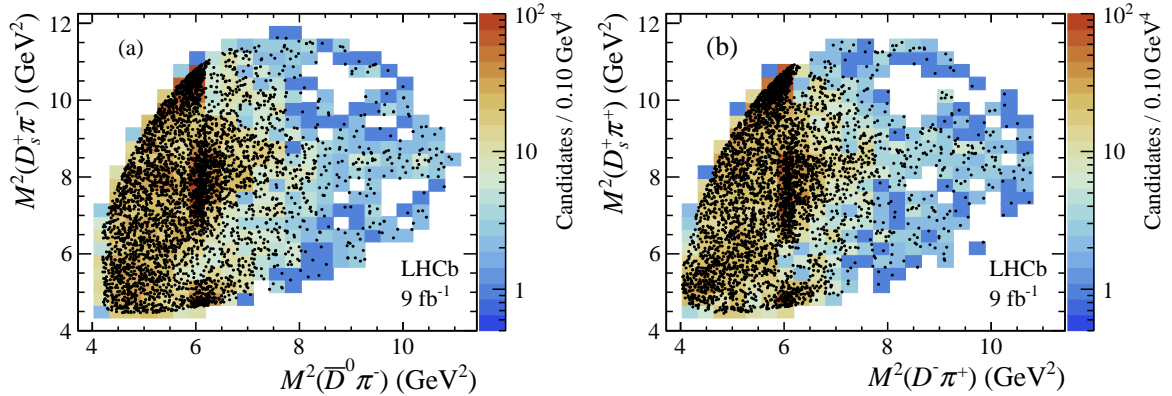 12
10
8
6
4
4 6 8 10
M²(D̅⁰π⁻) (GeV²)
M²(Dₛ⁺π⁻) (GeV²)
(a)
LHCb
9 fb⁻¹
10²
10
1
Candidates / 0.10 GeV⁴
12
10
8
6
4
4 6 8 10
M²(D⁻π⁺) (GeV²)
M²(Dₛ⁺π⁺) (GeV²)
(b)
LHCb
9 fb⁻¹
10²
10
1
Candidates / 0.10 GeV⁴